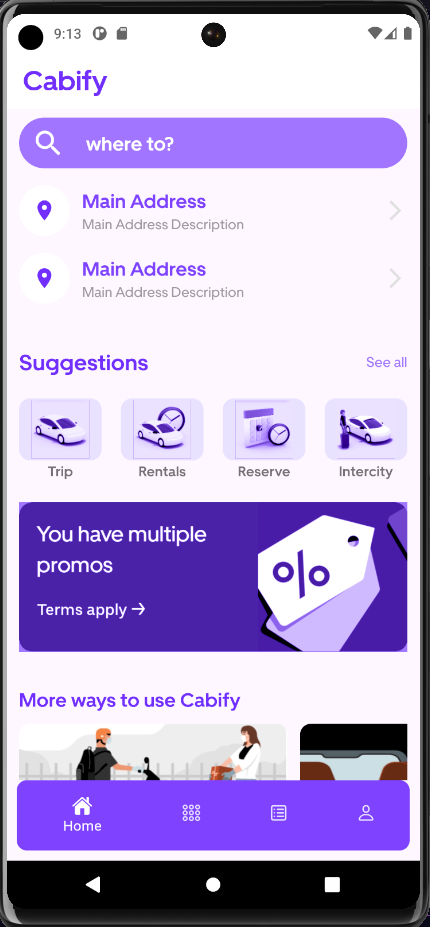 9:13
Cabify
where to?
Main Address
Main Address Description
Main Address
Main Address Description
Suggestions
See all
Trip
Rentals
Reserve
Intercity
You have multiple
promos
%
Terms apply →
More ways to use Cabify
Home